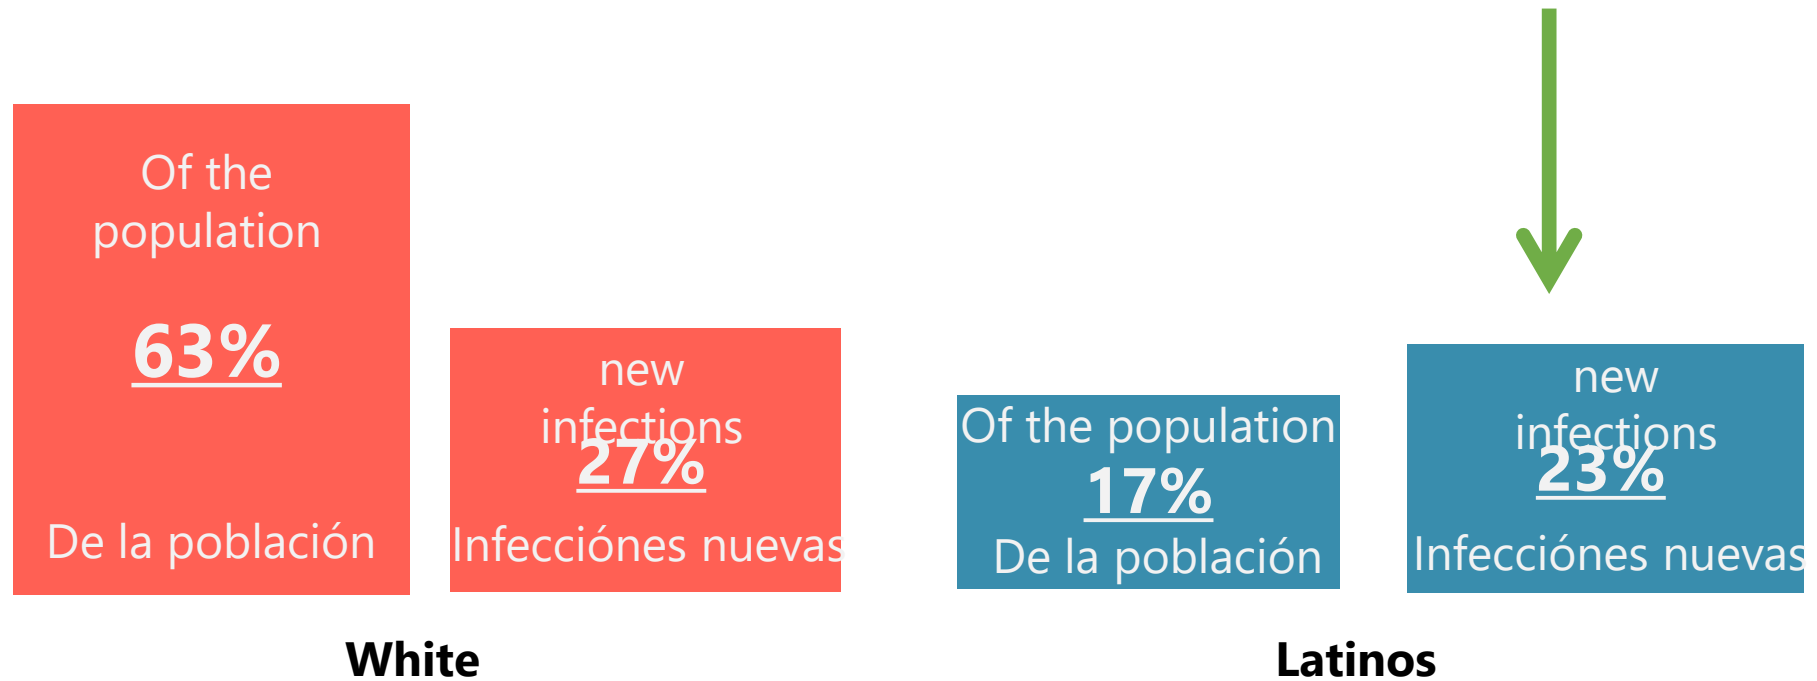 Of the
population
63%
De la población
new
infections
27%
Infecciónes nuevas
White
Of the population
17%
De la población
new
infections
23%
Infecciónes nuevas
Latinos